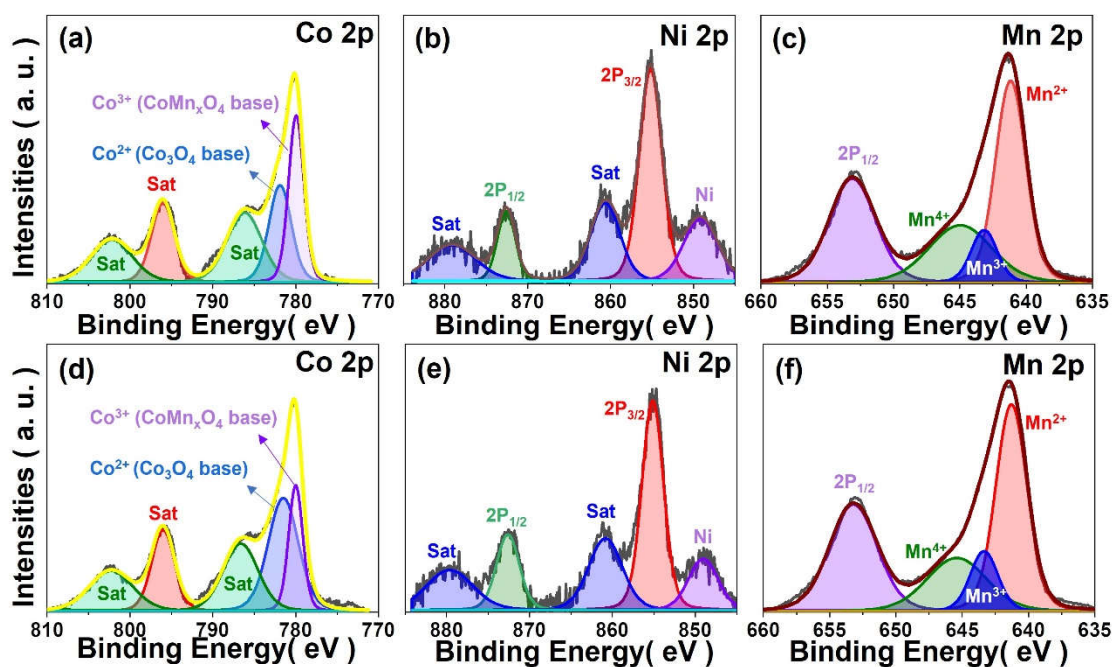 (a)
Co 2p
Co³⁺ (CoMnₓO₄ base)
Co²⁺ (Co₃O₄ base)
Sat
Sat
Sat
Intensities ( a. u. )
810 800 790 780 770
Binding Energy( eV )
(b)
Ni 2p
2P₃/₂
Sat
2P₁/₂
Sat
Ni
880 870 860 850
Binding Energy( eV )
(c)
Mn 2p
Mn²⁺
2P₁/₂
Mn⁴⁺
Mn³⁺
660 655 650 645 640 635
Binding Energy( eV )
(d)
Co 2p
Co³⁺ (CoMnₓO₄ base)
Co²⁺ (Co₃O₄ base)
Sat
Sat
Sat
Intensities ( a. u. )
810 800 790 780 770
Binding Energy( eV )
(e)
Ni 2p
2P₃/₂
Sat
2P₁/₂
Sat
Ni
880 870 860 850
Binding Energy( eV )
(f)
Mn 2p
Mn²⁺
2P₁/₂
Mn⁴⁺
Mn³⁺
660 655 650 645 640 635
Binding Energy( eV )